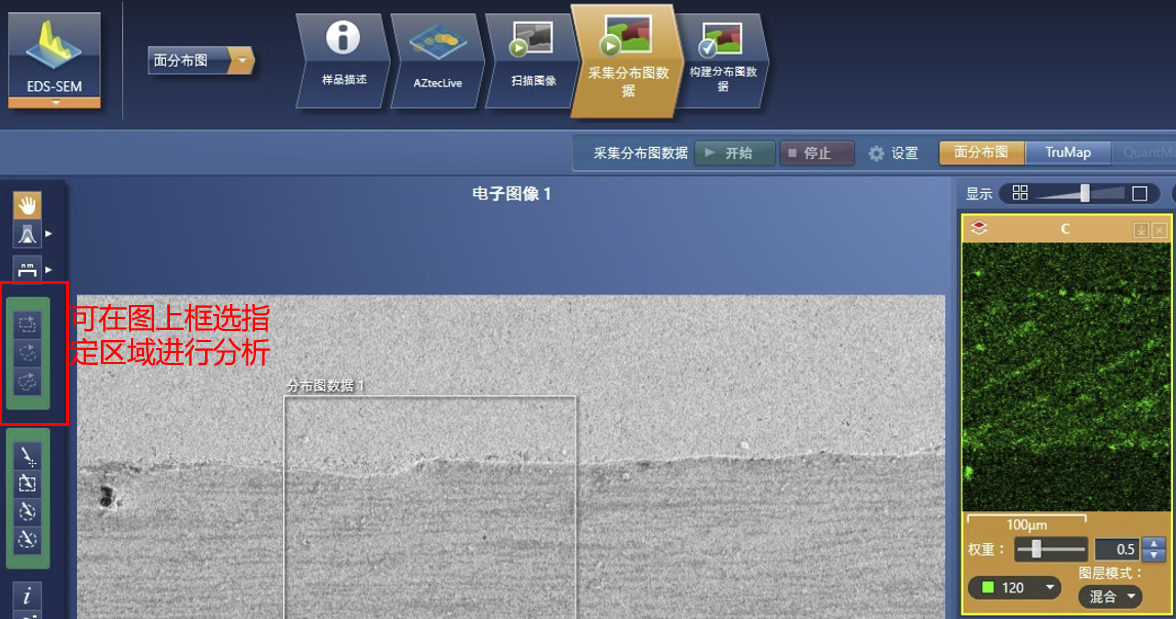 EDS-SEM
面分布图
样品描述
AZtecLive
扫描图像
采集分布图数
据
构建分布图数
据
采集分布图数据
开始
停止
设置
面分布图
TruMap
QuantMa
电子图像 1
显示
C
可在图上框选指
定区域进行分析
分布图数据 1
100μm
权重：
0.5
图层模式：
120
混合